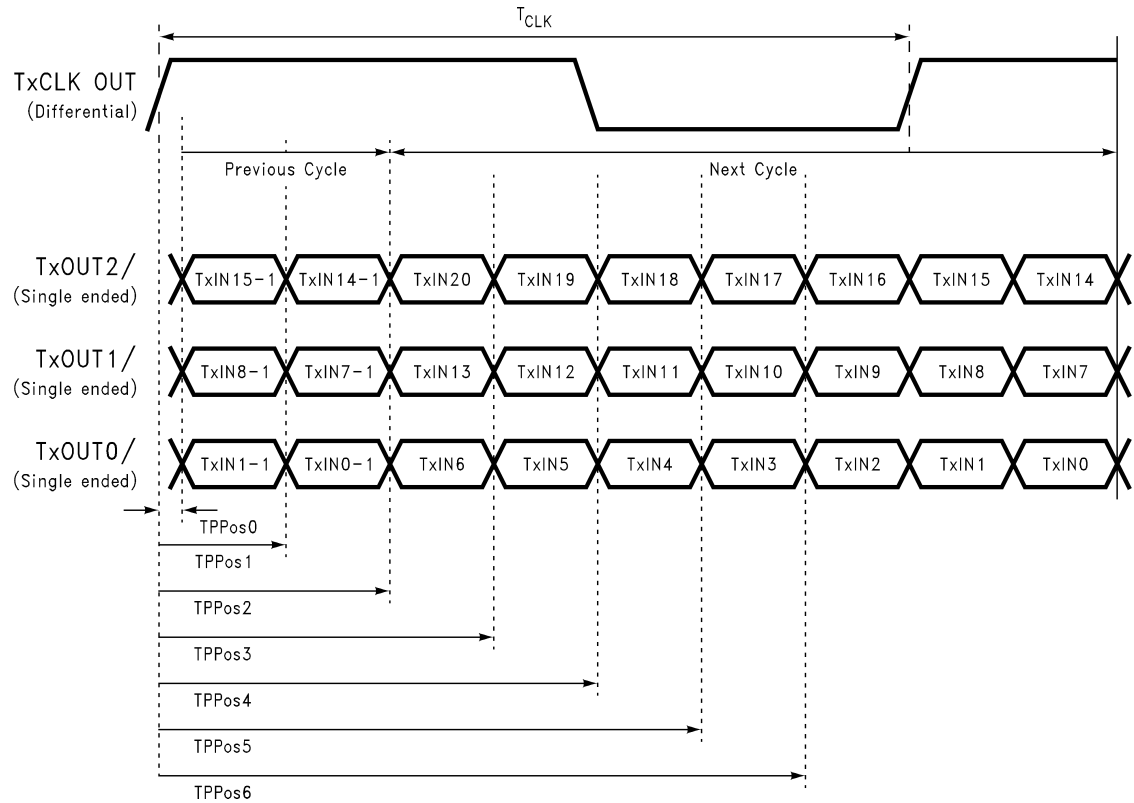 TCLK
TxCLK OUT
(Differential)
Previous Cycle
Next Cycle
TxOUT2/
(Single ended)
TxIN15-1 TxIN14-1 TxIN20 TxIN19 TxIN18 TxIN17 TxIN16 TxIN15 TxIN14
TxOUT1/
(Single ended)
TxIN8-1 TxIN7-1 TxIN13 TxIN12 TxIN11 TxIN10 TxIN9 TxIN8 TxIN7
TxOUT0/
(Single ended)
TxIN1-1 TxIN0-1 TxIN6 TxIN5 TxIN4 TxIN3 TxIN2 TxIN1 TxIN0
TPPos0
TPPos1
TPPos2
TPPos3
TPPos4
TPPos5
TPPos6